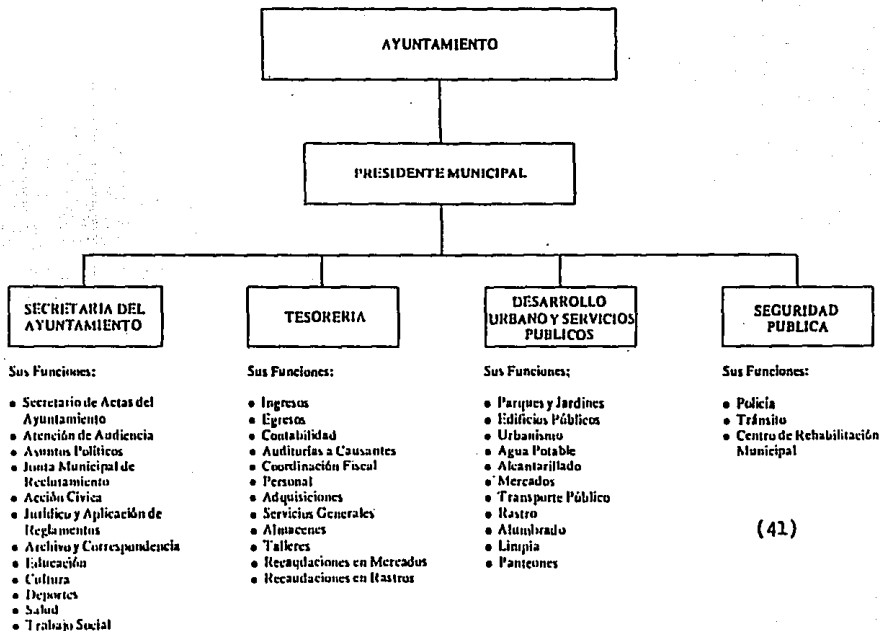 AYUNTAMIENTO
PRESIDENTE MUNICIPAL
SECRETARIA DEL
AYUNTAMIENTO
Sus Funciones:
• Secretario de Actas del
Ayuntamiento
• Atención de Audiencia
• Asuntos Políticos
• Junta Municipal de
Reclutamiento
• Acción Cívica
• Jurídico y Aplicación de
Reglamentos
• Archivo y Correspondencia
• Educación
• Cultura
• Deportes
• Salud
• Trabajo Social
TESORERIA
Sus Funciones:
• Ingresos
• Egresos
• Contabilidad
• Auditorías a Causantes
• Coordinación Fiscal
• Personal
• Adquisiciones
• Servicios Generales
• Almacenes
• Talleres
• Recaudaciones en Mercados
• Recaudaciones en Rastros
DESARROLLO
URBANO Y SERVICIOS
PUBLICOS
Sus Funciones:
• Parques y Jardines
• Edificios Públicos
• Urbanismo
• Agua Potable
• Alcantarillado
• Mercados
• Transporte Público
• Rastro
• Alumbrado
• Limpia
• Panteones
SEGURIDAD
PUBLICA
Sus Funciones:
• Policía
• Tránsito
• Centro de Rehabilitación
Municipal
(41)